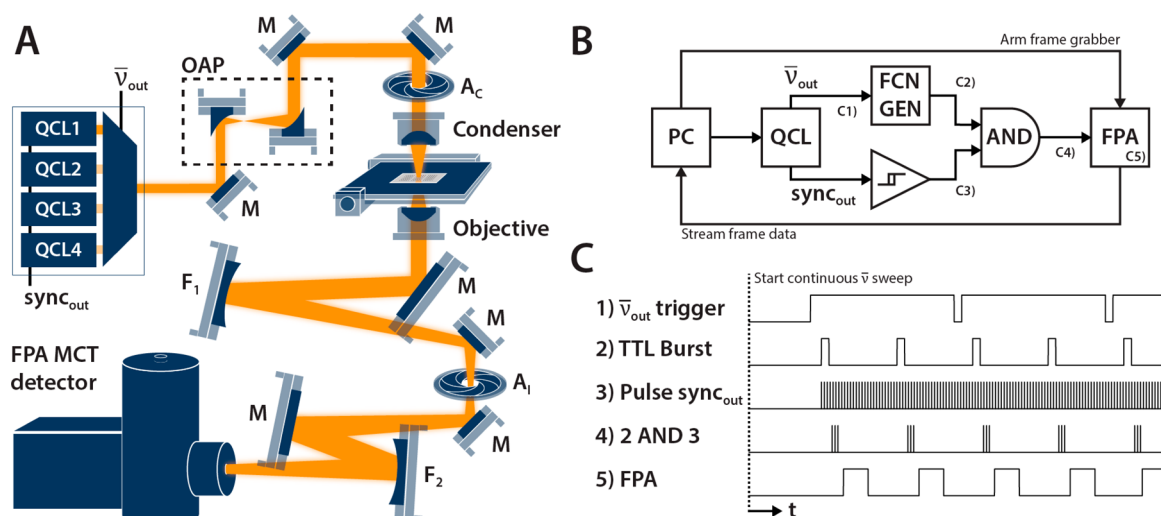 A
ν̅out
QCL1
QCL2
QCL3
QCL4
syncout
OAP
M
M
M
AC
Condenser
Objective
F1
M
M
AI
M
M
F2
FPA MCT
detector
B
Arm frame grabber
PC
QCL
ν̅out
C1)
FCN
GEN
C2)
AND
C4)
FPA
C5)
syncout
C3)
Stream frame data
C
Start continuous ν̅ sweep
1) ν̅out trigger
2) TTL Burst
3) Pulse syncout
4) 2 AND 3
5) FPA
t